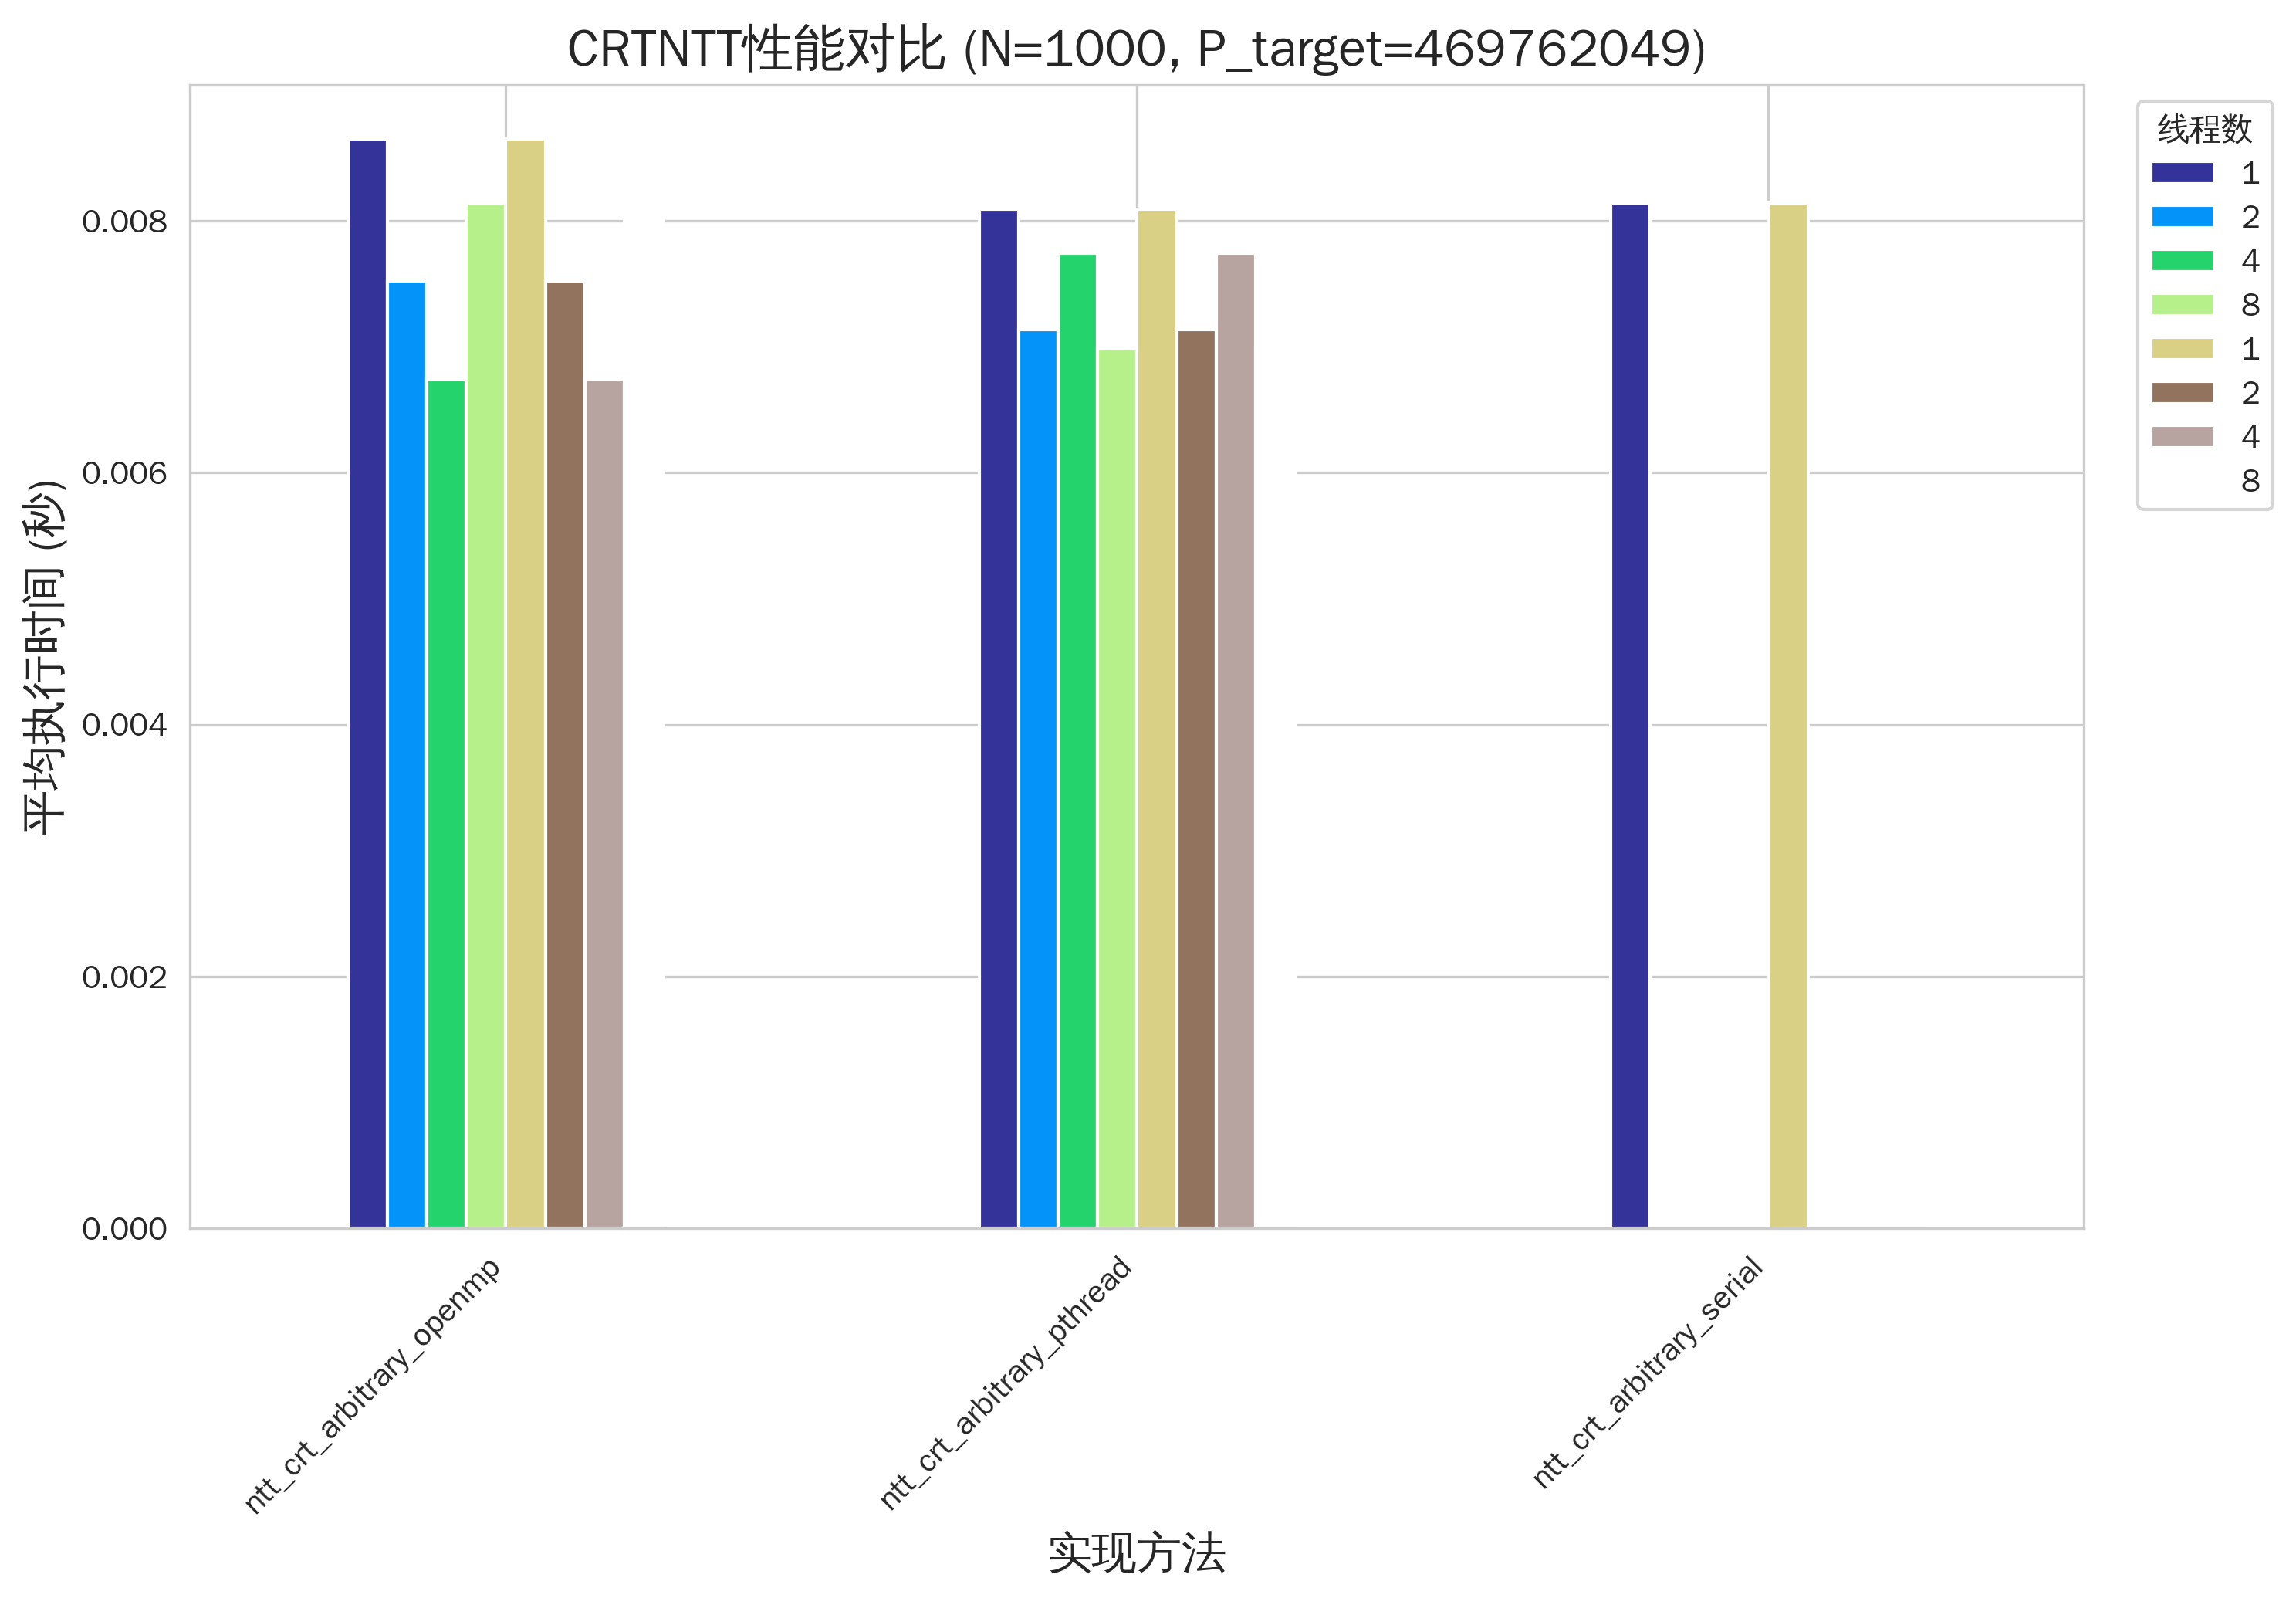 CRTNTT性能对比 (N=1000, P_target=469762049)
线程数
1
2
4
8
1
2
4
8
平均执行时间 (秒)
0.008
0.006
0.004
0.002
0.000
ntt_crt_arbitrary_openmp
ntt_crt_arbitrary_pthread
ntt_crt_arbitrary_serial
实现方法